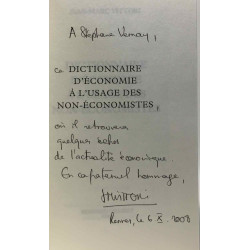 A Stéphane Vernay,
ce DICTIONNAIRE
D'ÉCONOMIE
À L'USAGE DES
NON-ÉCONOMISTES,
où il retrouvera
quelques échos
de l'actualité économique.
En confraternel hommage,
Rennes, le 6 X. 2008